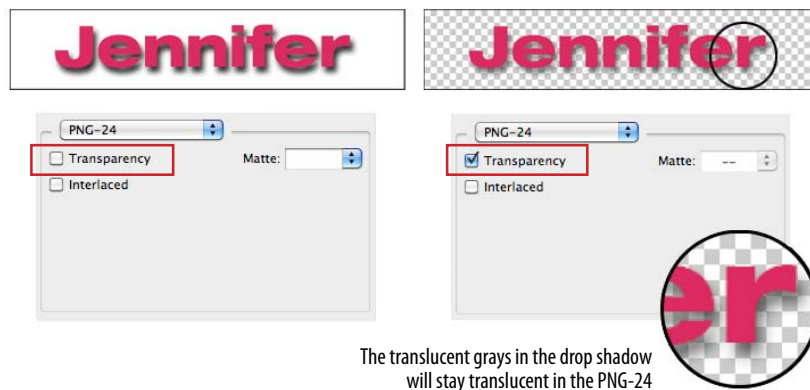 Jennifer
PNG-24
Transparency Matte:
Interlaced
Jennifer
PNG-24
Transparency Matte: --
Interlaced
er
The translucent grays in the drop shadow
will stay translucent in the PNG-24